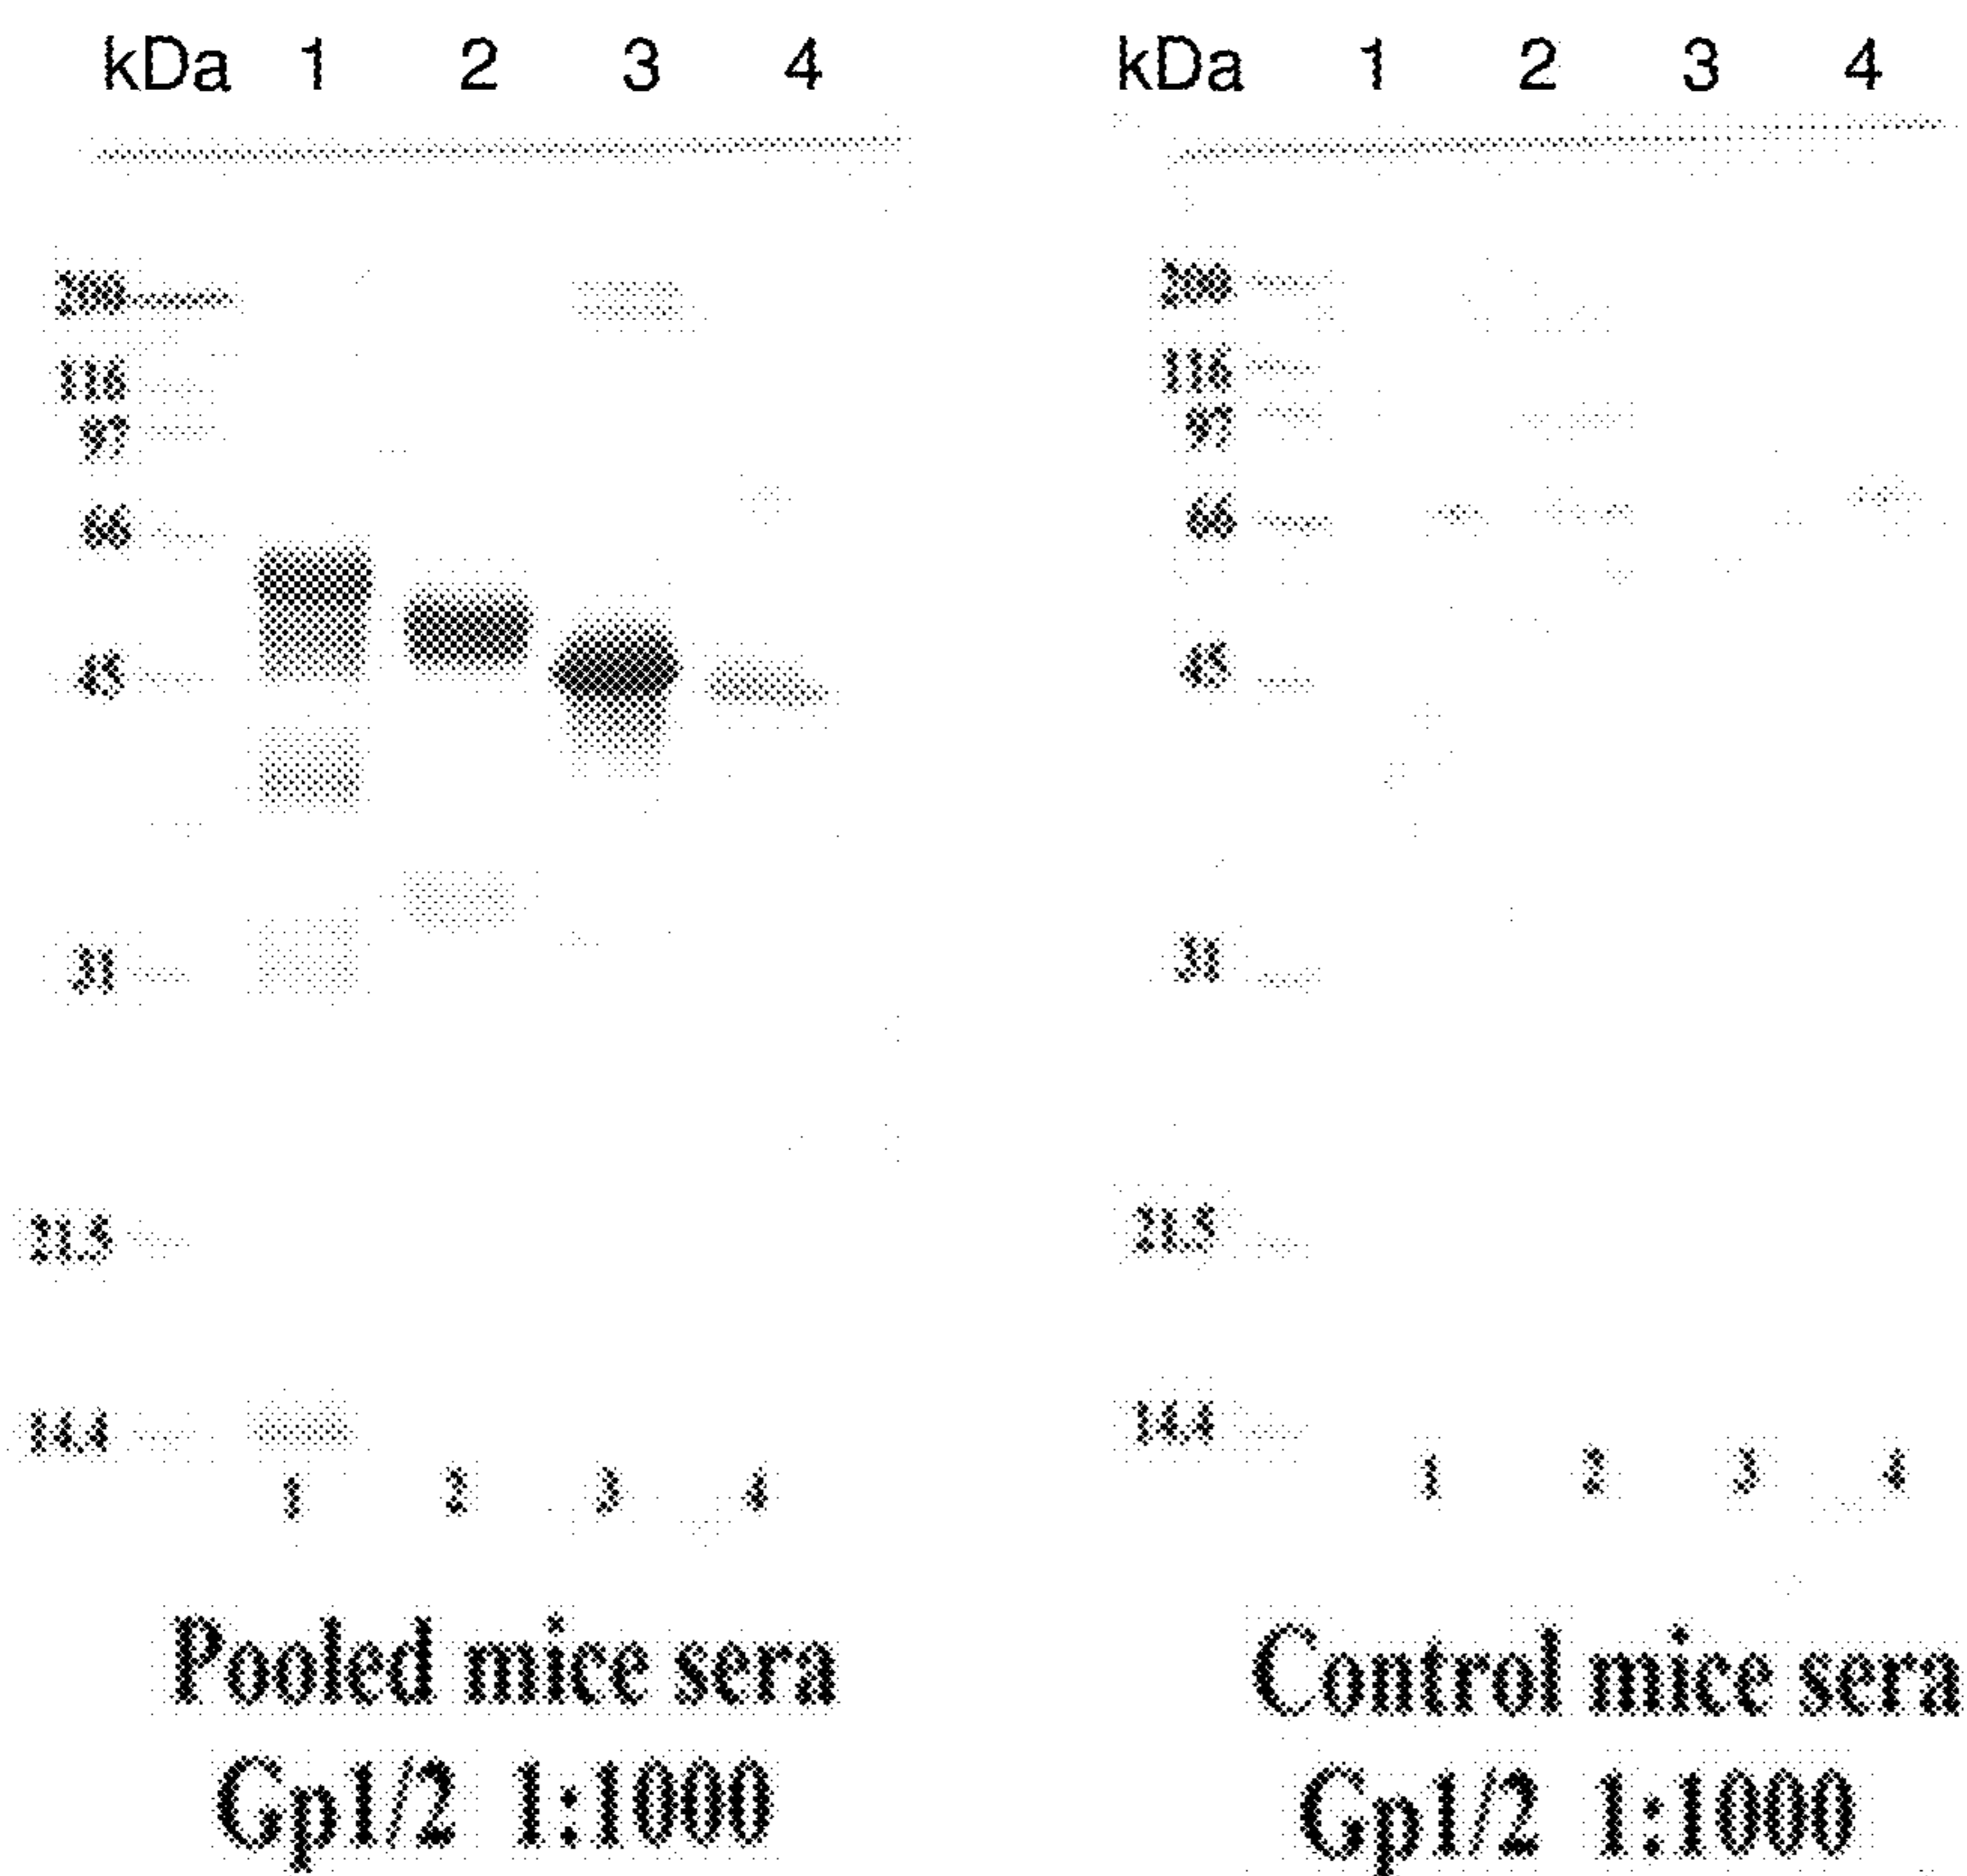 kDa 1 2 3 4
200
116
97
66
45
31
21.5
14.4
1 2 3 4
Pooled mice sera
Gp1/2 1:1000
kDa 1 2 3 4
200
116
97
66
45
31
21.5
14.4
1 2 3 4
Control mice sera
Gp1/2 1:1000